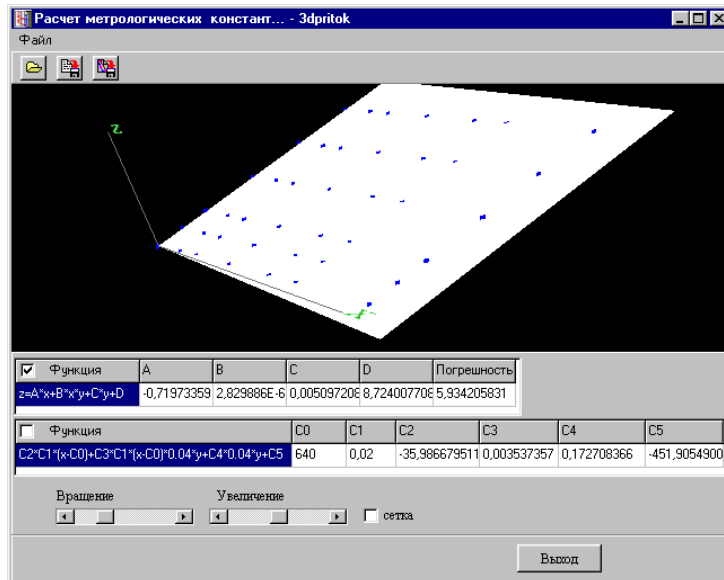 Расчет метрологических констант... - 3dpritok
Файл
z
x
Функция A B C D Погрешность
z=A*x+B*x*y+C*y+D -0,71973359 2,829886E-6 0,005097208 8,724007708 5,934205831
Функция C0 C1 C2 C3 C4 C5
C2*C1*(x-C0)+C3*C1*(x-C0)*0.04*y+C4*0.04*y+C5 640 0,02 -35,986679511 0,003537357 0,172708366 -451,9054900
Вращение Увеличение
сетка
Выход